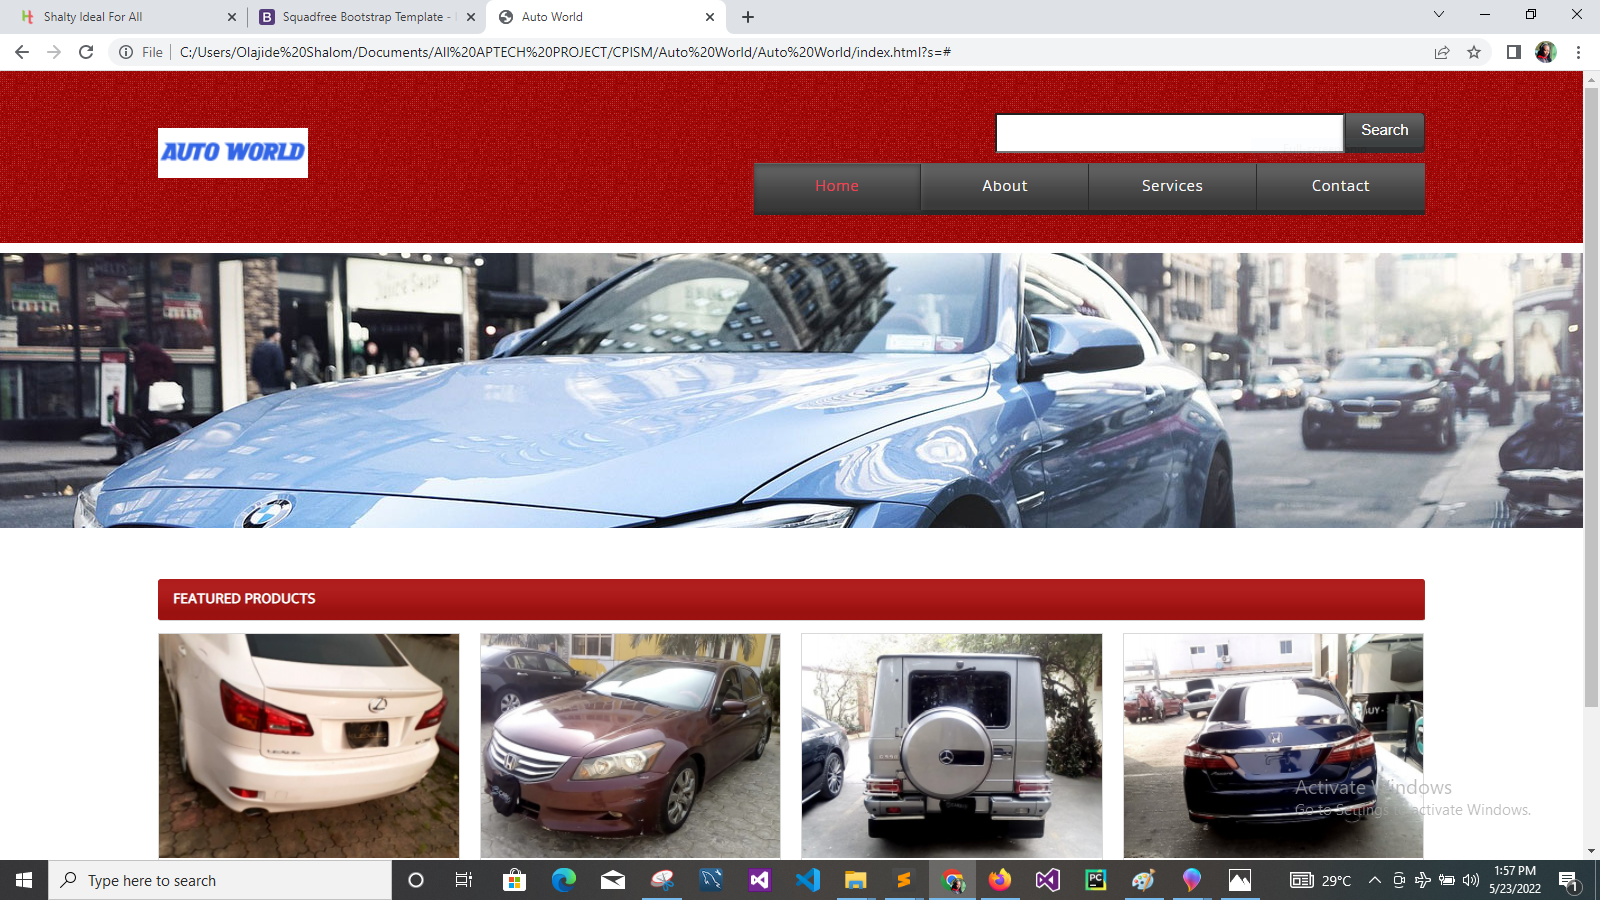 Shalty Ideal For All
Squadfree Bootstrap Template -
Auto World
File
C:/Users/Olajide%20Shalom/Documents/All%20APTECH%20PROJECT/CPISM/Auto%20World/Auto%20World/index.html?s=#
AUTO WORLD
Search
Home
About
Services
Contact
FEATURED PRODUCTS
Activate Windows
Go to Settings to activate Windows.
Type here to search
29°C
1:57 PM
5/23/2022
1